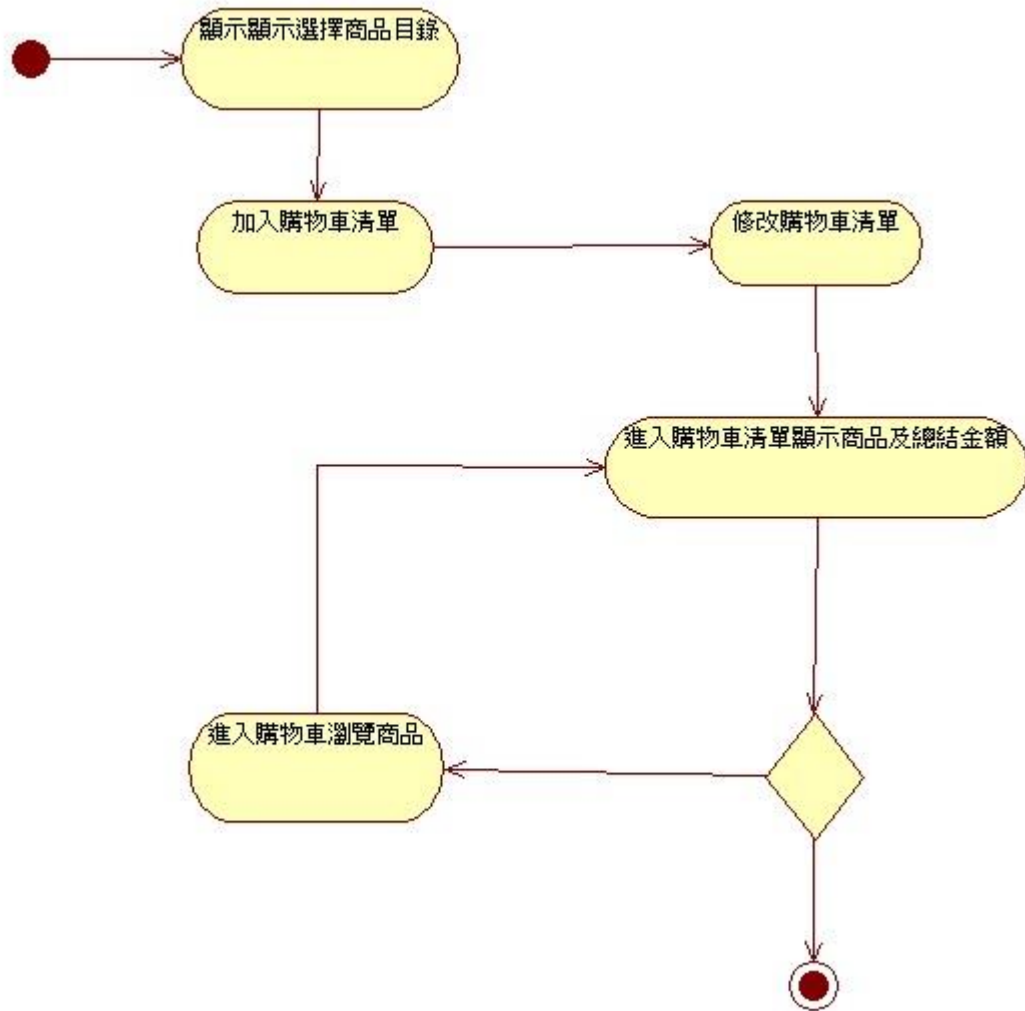 顯示顯示選擇商品目錄
加入購物車清單
修改購物車清單
進入購物車清單顯示商品及總結金額
進入購物車瀏覽商品